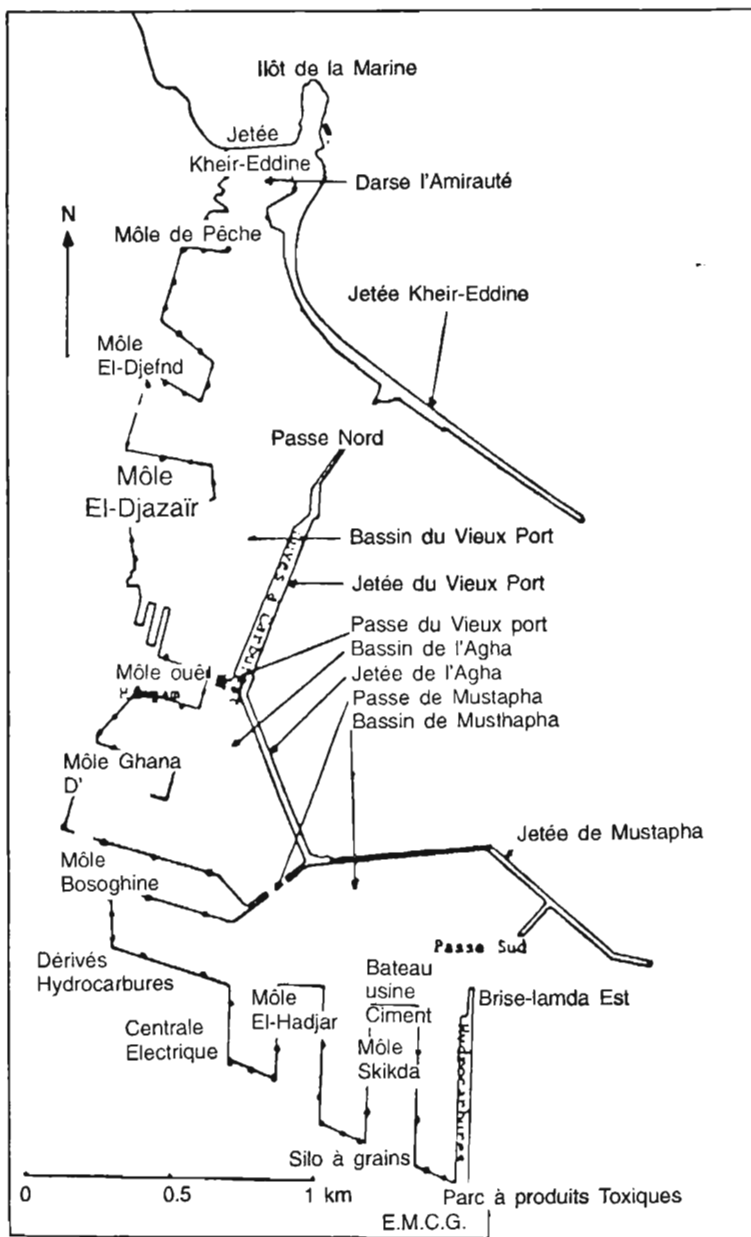 Ilôt de la Marine
Jetée
Kheir-Eddine
Darse l'Amirauté
N
Môle de Pêche
Jetée Kheir-Eddine
Môle
El-Djefnd
Passe Nord
Môle
El-Djazaïr
Bassin du Vieux Port
Jetée du Vieux Port
Passe du Vieux port
Bassin de l'Agha
Môle ouê
Jetée de l'Agha
Passe de Mustapha
Bassin de Musthapha
Môle Ghana
D'
Jetée de Mustapha
Môle
Bosoghine
Passe Sud
Dérivés
Hydrocarbures
Bateau
usine
Ciment
Môle
El-Hadjar
Brise-lamda Est
Centrale
Electrique
Môle
Skikda
Hydrocarbures
Silo à grains
0 0.5 1 km
Parc à produits Toxiques
E.M.C.G.